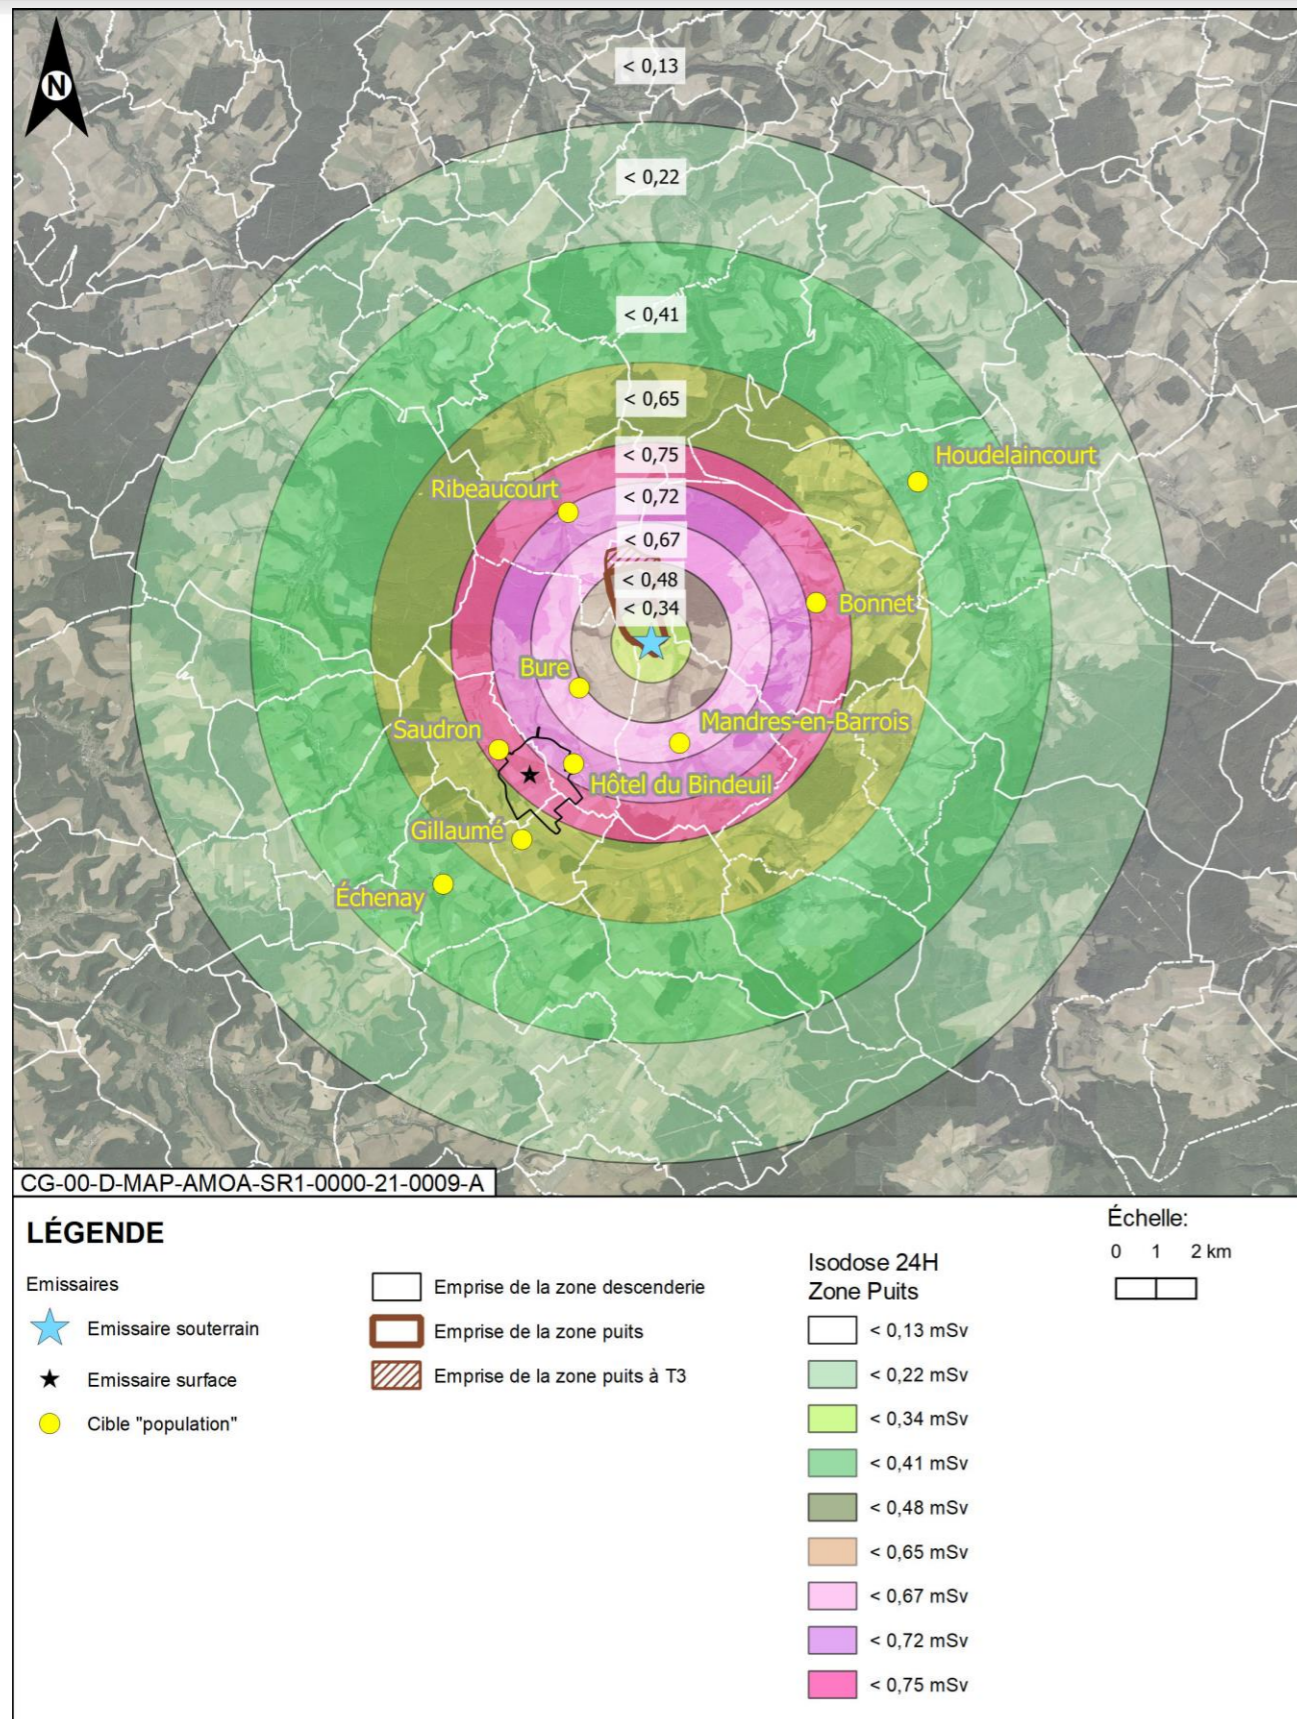 N
< 0,13
< 0,22
< 0,41
< 0,65
< 0,75
< 0,72
< 0,67
< 0,48
< 0,34
Houdelaincourt
Ribeaucourt
Bonnet
Bure
Mandres-en-Barrois
Saudron
Hôtel du Bindeuil
Gillaumé
Échenay
CG-00-D-MAP-AMOA-SR1-0000-21-0009-A
LÉGENDE
Emissaires
Emissaire souterrain
Emissaire surface
Cible "population"
Emprise de la zone descenderie
Emprise de la zone puits
Emprise de la zone puits à T3
Isodose 24H
Zone Puits
< 0,13 mSv
< 0,22 mSv
< 0,34 mSv
< 0,41 mSv
< 0,48 mSv
< 0,65 mSv
< 0,67 mSv
< 0,72 mSv
< 0,75 mSv
Échelle:
0 1 2 km